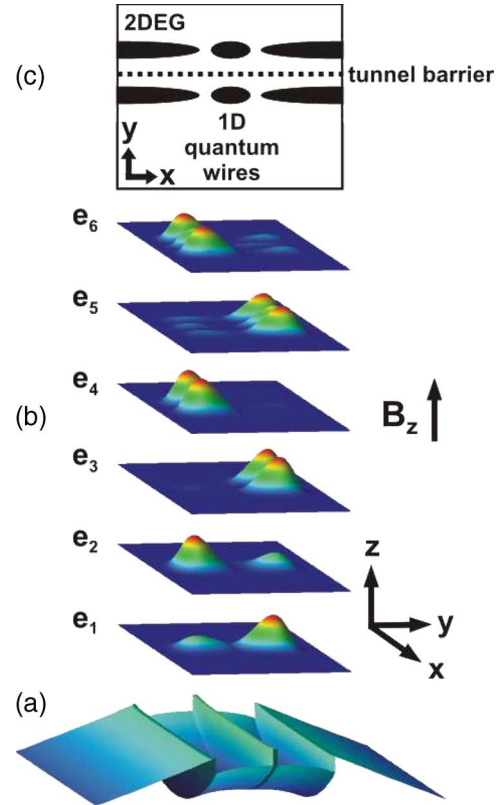 (c)
2DEG
tunnel barrier
1D
quantum
wires
y
x
e6
e5
e4
(b)
Bz
e3
e2
z
y
x
e1
(a)